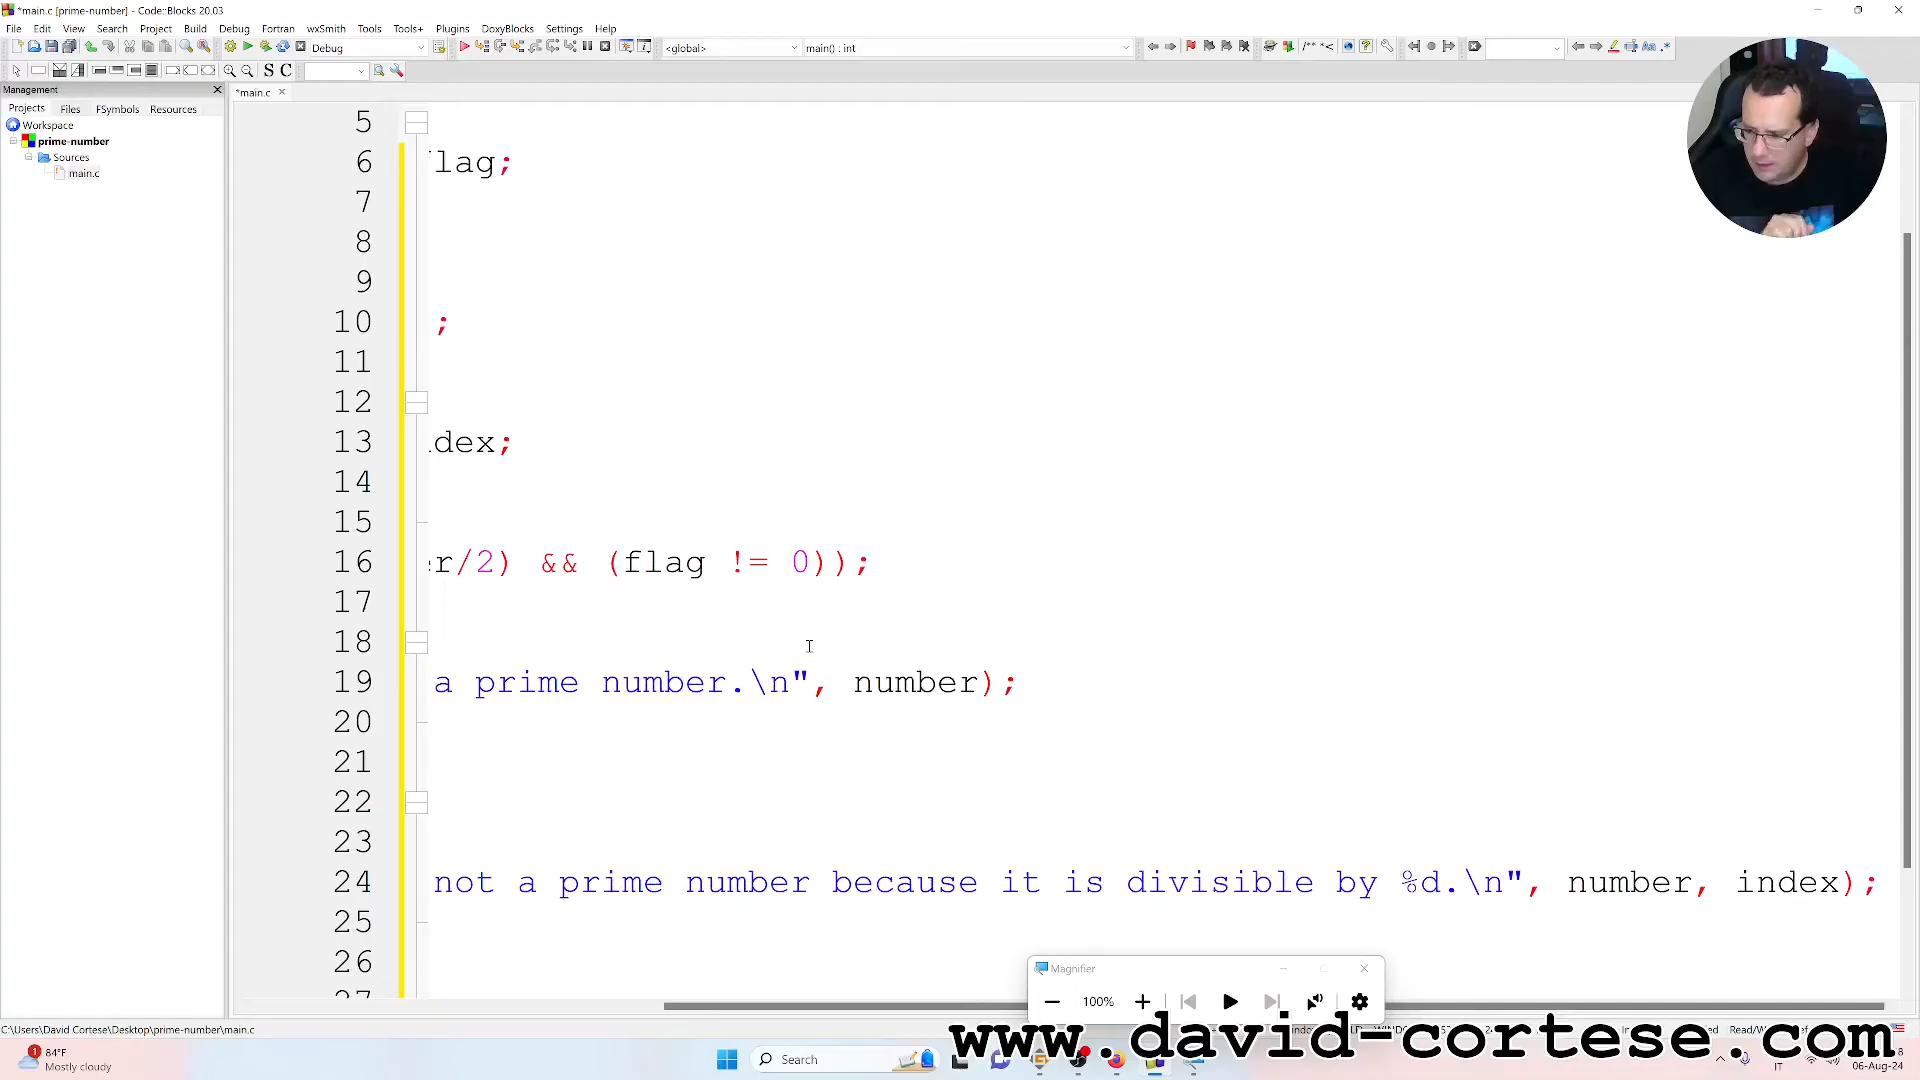 *main.c [prime-number] - Code::Blocks 20.03
File Edit View Search Project Build Debug Fortran wxSmith Tools Tools+ Plugins DoxyBlocks Settings Help
Debug <global> main() : int
S C
Management
*main.c
Projects Files FSymbols Resources
Workspace
prime-number
Sources
main.c
5
6 flag;
7
8
9
10 ;
11
12
13 dex;
14
15
16 er/2) && (flag != 0));
17
18
19 a prime number.\n", number);
20
21
22
23
24 not a prime number because it is divisible by %d.\n", number, index);
25
26
27
Magnifier
100%
C:\Users\David Cortese\Desktop\prime-number\main.c
www.david-cortese.com
1
84°F
Mostly cloudy
Search
IT
06-Aug-24